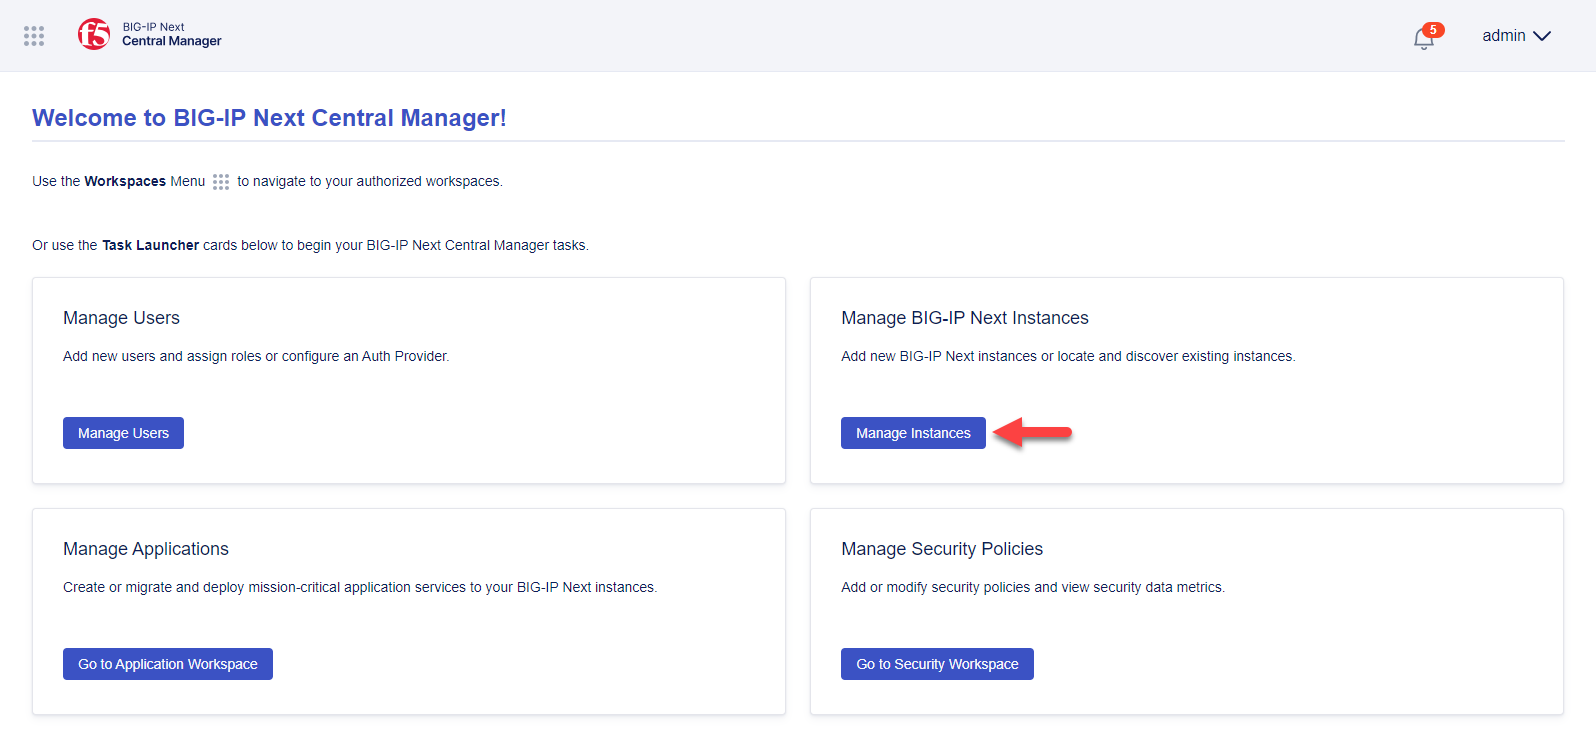 f5
BIG-IP Next
Central Manager
5
admin
Welcome to BIG-IP Next Central Manager!
Use the Workspaces Menu to navigate to your authorized workspaces.
Or use the Task Launcher cards below to begin your BIG-IP Next Central Manager tasks.
Manage Users
Add new users and assign roles or configure an Auth Provider.
Manage Users
Manage BIG-IP Next Instances
Add new BIG-IP Next instances or locate and discover existing instances.
Manage Instances
Manage Applications
Create or migrate and deploy mission-critical application services to your BIG-IP Next instances.
Go to Application Workspace
Manage Security Policies
Add or modify security policies and view security data metrics.
Go to Security Workspace